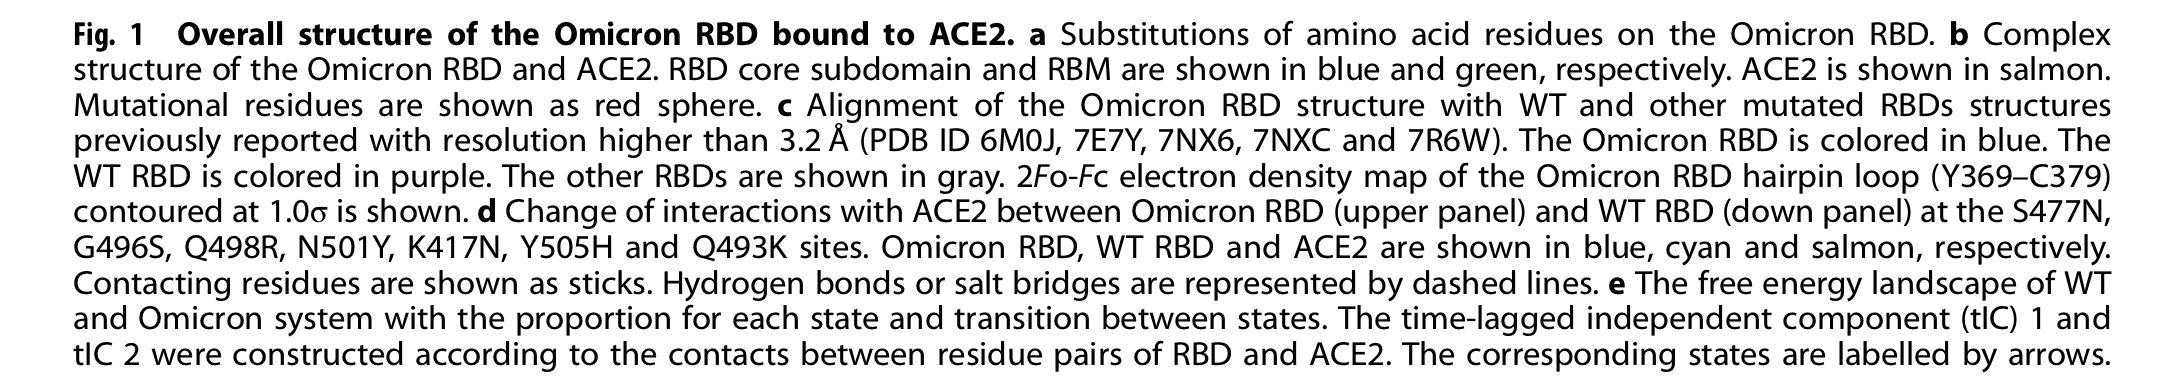 Fig. 1 Overall structure of the Omicron RBD bound to ACE2. a Substitutions of amino acid residues on the Omicron RBD. b Complex
structure of the Omicron RBD and ACE2. RBD core subdomain and RBM are shown in blue and green, respectively. ACE2 is shown in salmon.
Mutational residues are shown as red sphere. c Alignment of the Omicron RBD structure with WT and other mutated RBDs structures
previously reported with resolution higher than 3.2 Å (PDB ID 6M0J, 7E7Y, 7NX6, 7NXC and 7R6W). The Omicron RBD is colored in blue. The
WT RBD is colored in purple. The other RBDs are shown in gray. 2Fo-Fc electron density map of the Omicron RBD hairpin loop (Y369–C379)
contoured at 1.0σ is shown. d Change of interactions with ACE2 between Omicron RBD (upper panel) and WT RBD (down panel) at the S477N,
G496S, Q498R, N501Y, K417N, Y505H and Q493K sites. Omicron RBD, WT RBD and ACE2 are shown in blue, cyan and salmon, respectively.
Contacting residues are shown as sticks. Hydrogen bonds or salt bridges are represented by dashed lines. e The free energy landscape of WT
and Omicron system with the proportion for each state and transition between states. The time-lagged independent component (tIC) 1 and
tIC 2 were constructed according to the contacts between residue pairs of RBD and ACE2. The corresponding states are labelled by arrows.